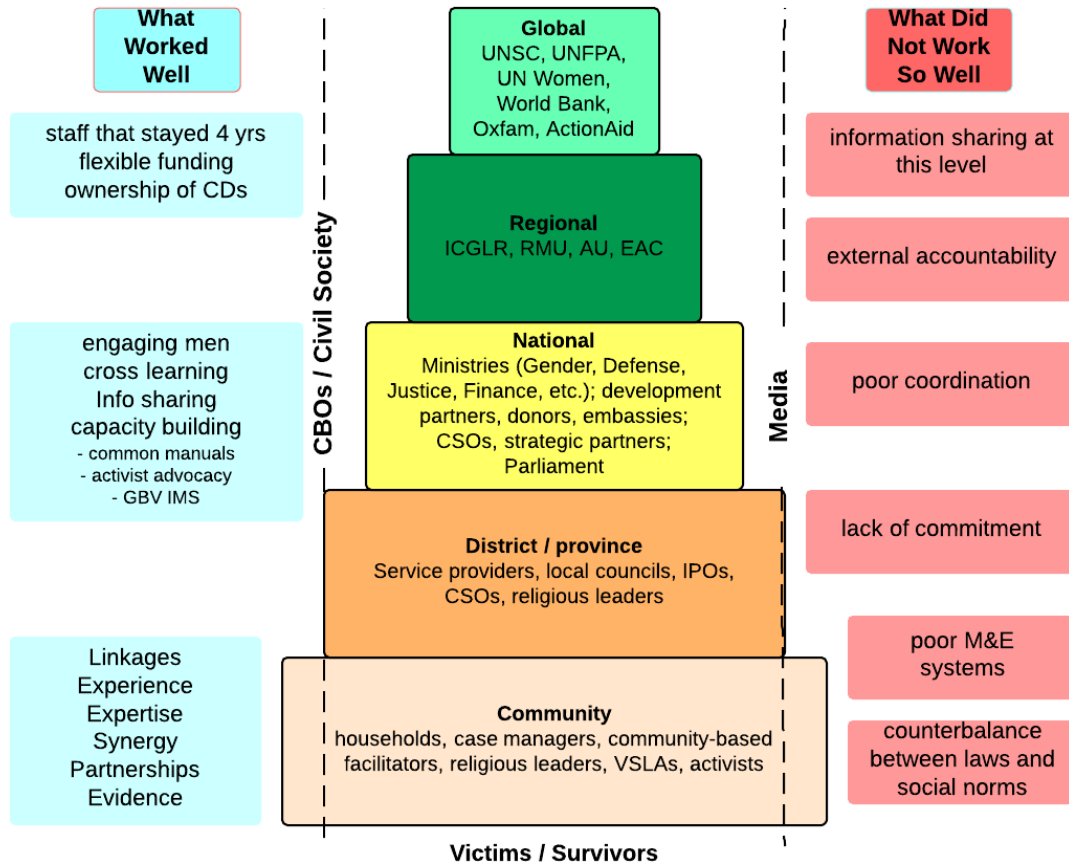 What
Worked
Well
staff that stayed 4 yrs
flexible funding
ownership of CDs
engaging men
cross learning
Info sharing
capacity building
- common manuals
- activist advocacy
- GBV IMS
Linkages
Experience
Expertise
Synergy
Partnerships
Evidence
CBOs / Civil Society
Global
UNSC, UNFPA,
UN Women,
World Bank,
Oxfam, ActionAid
Regional
ICGLR, RMU, AU, EAC
National
Ministries (Gender, Defense,
Justice, Finance, etc.); development
partners, donors, embassies;
CSOs, strategic partners;
Parliament
District / province
Service providers, local councils, IPOs,
CSOs, religious leaders
Community
households, case managers, community-based
facilitators, religious leaders, VSLAs, activists
Victims / Survivors
Media
What Did
Not Work
So Well
information sharing at
this level
external accountability
poor coordination
lack of commitment
poor M&E
systems
counterbalance
between laws and
social norms